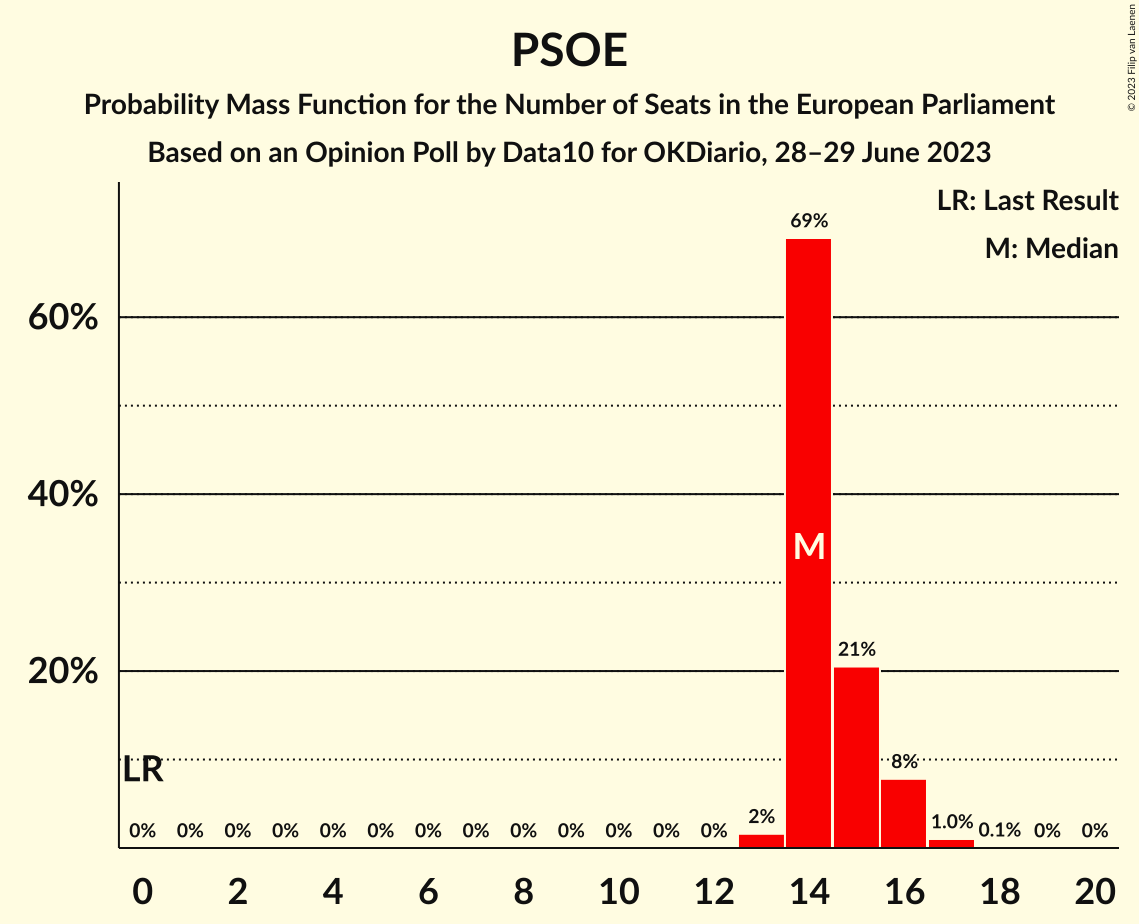 PSOE
Probability Mass Function for the Number of Seats in the European Parliament
Based on an Opinion Poll by Data10 for OKDiario, 28–29 June 2023
© 2023 Filip van Laenen
LR: Last Result
M: Median
60%
40%
20%
69%
M
21%
8%
LR
0% 0% 0% 0% 0% 0% 0% 0% 0% 0% 0% 0% 0% 2% 1.0% 0.1% 0% 0%
0 2 4 6 8 10 12 14 16 18 20